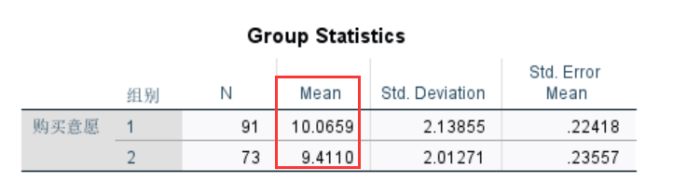 Group Statistics
组别 N Mean Std. Deviation Std. Error Mean
购买意愿 1 91 10.0659 2.13855 .22418
2 73 9.4110 2.01271 .23557